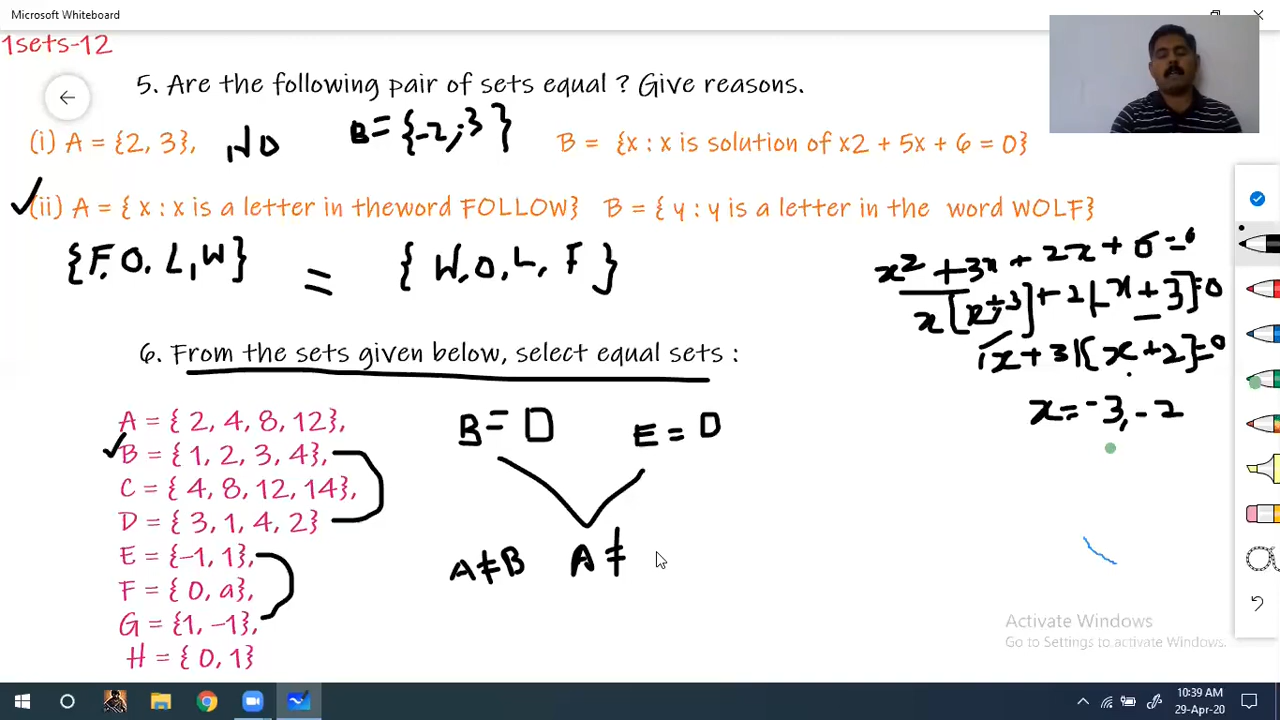 Microsoft Whiteboard
1sets-12
5. Are the following pair of sets equal ? Give reasons.
(i) A = {2, 3}, NO B={-2,3} B = {x : x is solution of x2 + 5x + 6 = 0}
(ii) A = { x : x is a letter in theword FOLLOW} B = { y : y is a letter in the word WOLF}
{F,O,L,W} = {W,O,L,F}
x² + 3x + 2x + 6 = 0
x[x+3] + 2[x+3]=0
(x+3)(x+2)=0
x = -3, -2
6. From the sets given below, select equal sets :
A = { 2, 4, 8, 12},
B = { 1, 2, 3, 4},
C = { 4, 8, 12, 14},
D = { 3, 1, 4, 2}
E = {-1, 1},
F = { 0, a},
G = {1, -1},
H = { 0, 1}
B = D E = D
A ≠ B A ≠
Activate Windows
Go to Settings to activate Windows.
10:39 AM
29-Apr-20